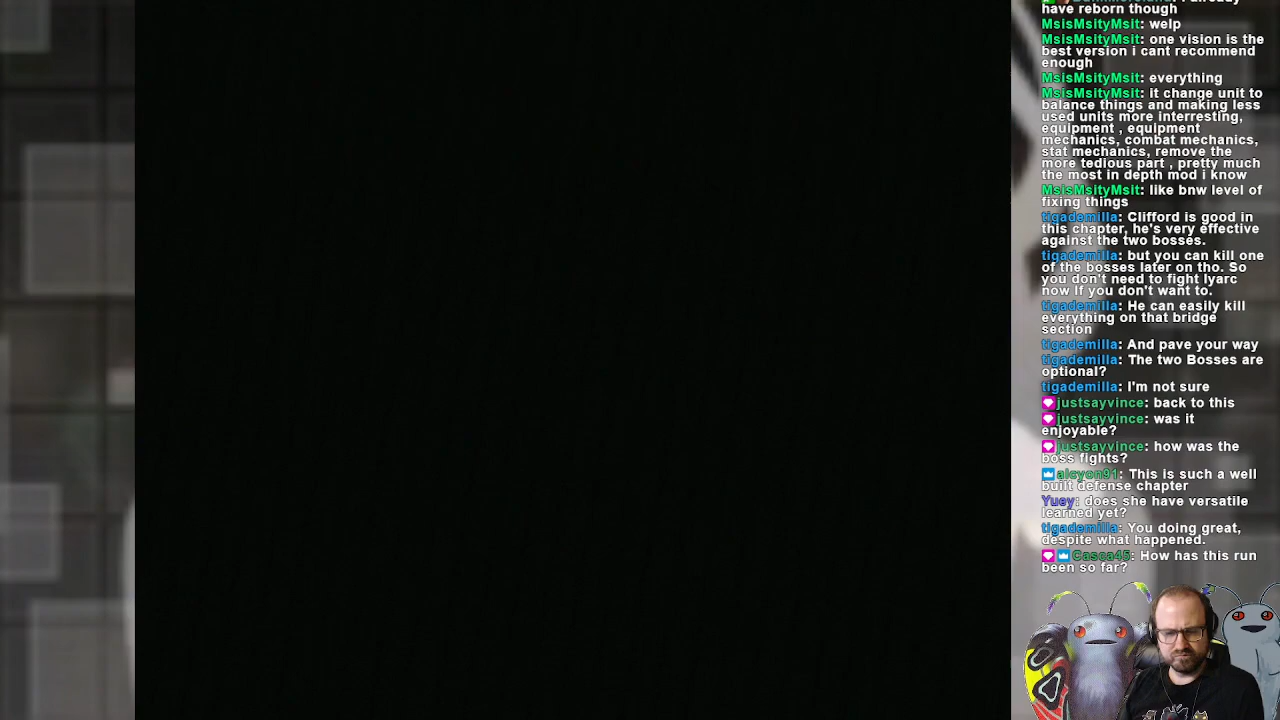 have reborn though
MsisMsityMsit: welp
MsisMsityMsit: one vision is the
best version i cant recommend
enough
MsisMsityMsit: everything
MsisMsityMsit: it change unit to
balance things and making less
used units more interresting,
equipment , equipment
mechanics, combat mechanics,
stat mechanics, remove the
more tedious part , pretty much
the most in depth mod i know
MsisMsityMsit: like bnw level of
fixing things
tigademilla: Clifford is good in
this chapter, he's very effective
against the two bosses.
tigademilla: but you can kill one
of the bosses later on tho. So
you don't need to fight lyarc
now If you don't want to.
tigademilla: He can easily kill
everything on that bridge
section
tigademilla: And pave your way
tigademilla: The two Bosses are
optional?
tigademilla: I'm not sure
justsayvince: back to this
justsayvince: was it
enjoyable?
justsayvince: how was the
boss fights?
alcyon91: This is such a well
built defense chapter
Yuey: does she have versatile
learned yet?
tigademilla: You doing great,
despite what happened.
Casca45: How has this run
been so far?